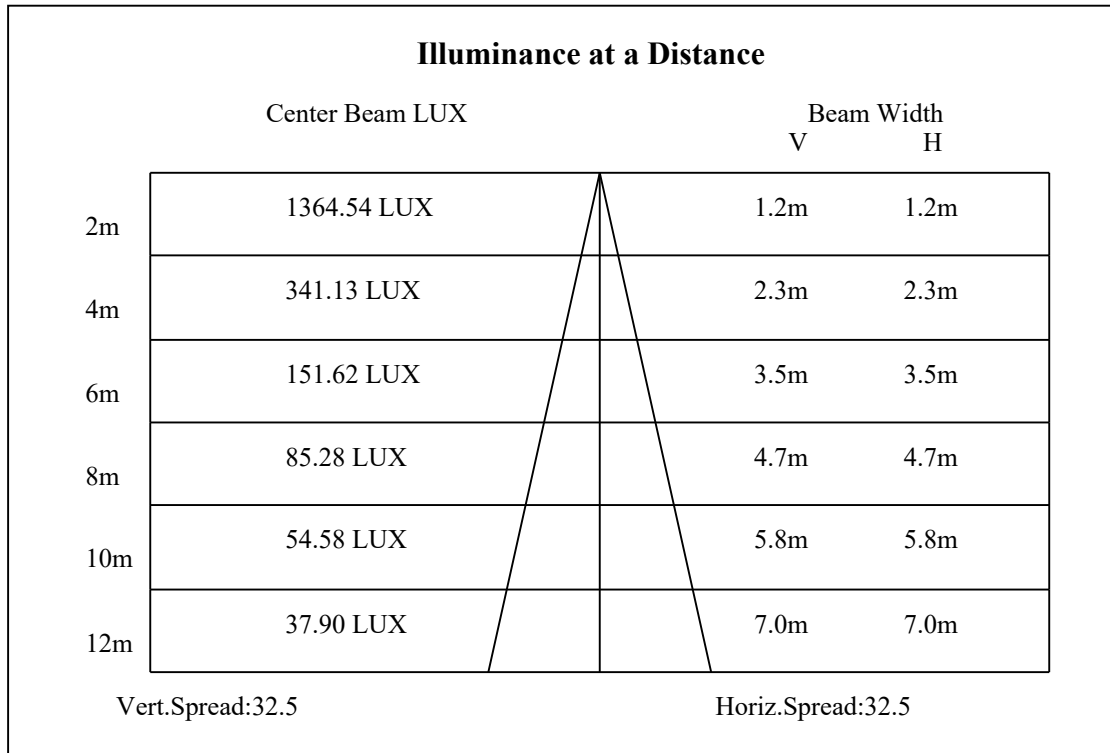 Illuminance at a Distance
Center Beam LUX Beam Width
V H
2m 1364.54 LUX 1.2m 1.2m
4m 341.13 LUX 2.3m 2.3m
6m 151.62 LUX 3.5m 3.5m
8m 85.28 LUX 4.7m 4.7m
10m 54.58 LUX 5.8m 5.8m
12m 37.90 LUX 7.0m 7.0m
Vert.Spread:32.5 Horiz.Spread:32.5